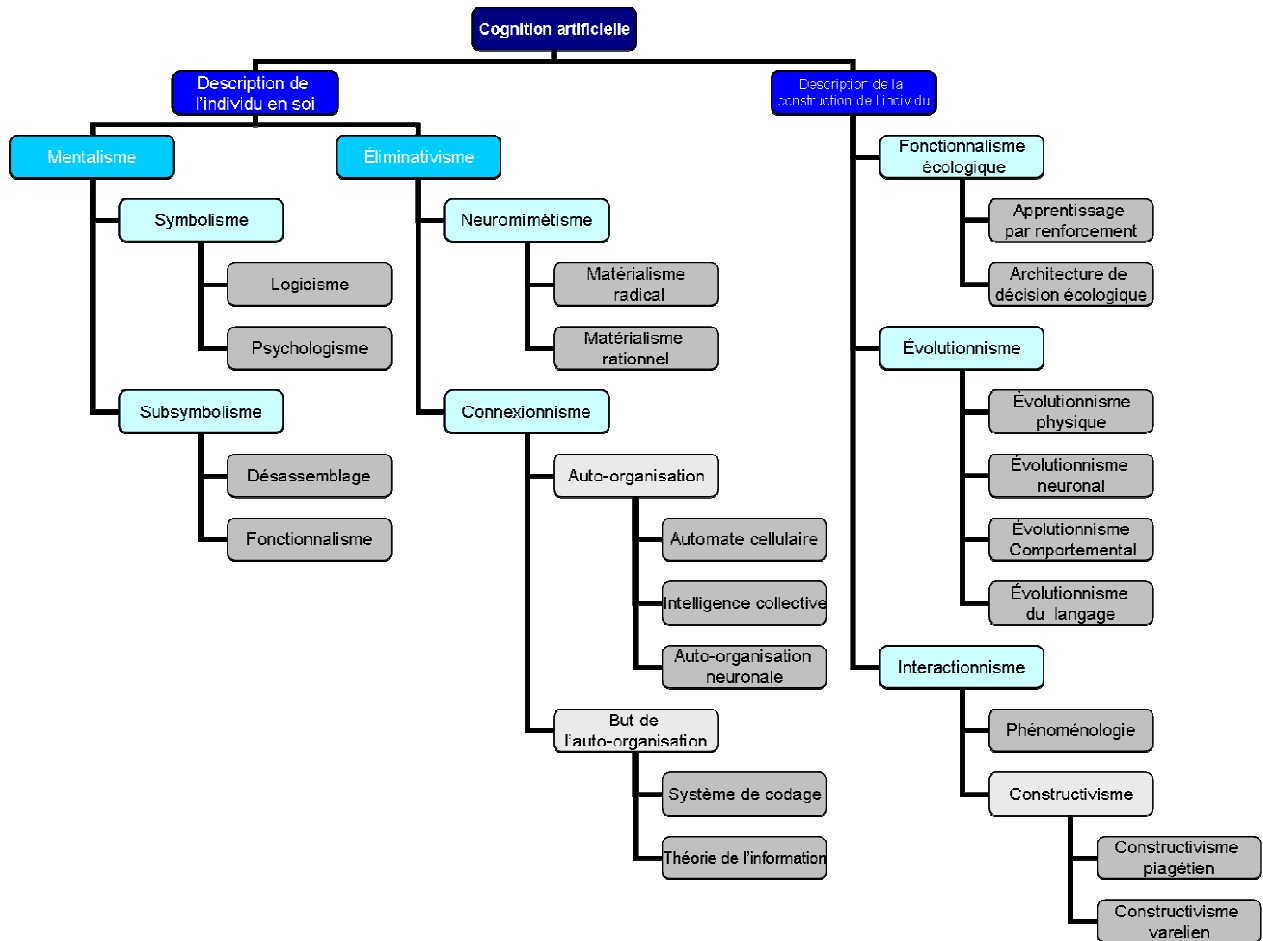 Cognition artificielle
Description de
l'individu en soi
Description de la
construction de l'individu
Mentalisme
Éliminativisme
Fonctionnalisme
écologique
Symbolisme
Neuromimétisme
Apprentissage
par renforcement
Logicisme
Matérialisme
radical
Architecture de
décision écologique
Psychologisme
Matérialisme
rationnel
Évolutionnisme
Subsymbolisme
Connexionnisme
Évolutionnisme
physique
Désassemblage
Auto-organisation
Évolutionnisme
neuronal
Fonctionnalisme
Automate cellulaire
Évolutionnisme
Comportemental
Intelligence collective
Évolutionnisme
du langage
Auto-organisation
neuronale
Interactionnisme
But de
l'auto-organisation
Phénoménologie
Système de codage
Constructivisme
Théorie de l'information
Constructivisme
piagétien
Constructivisme
varelien